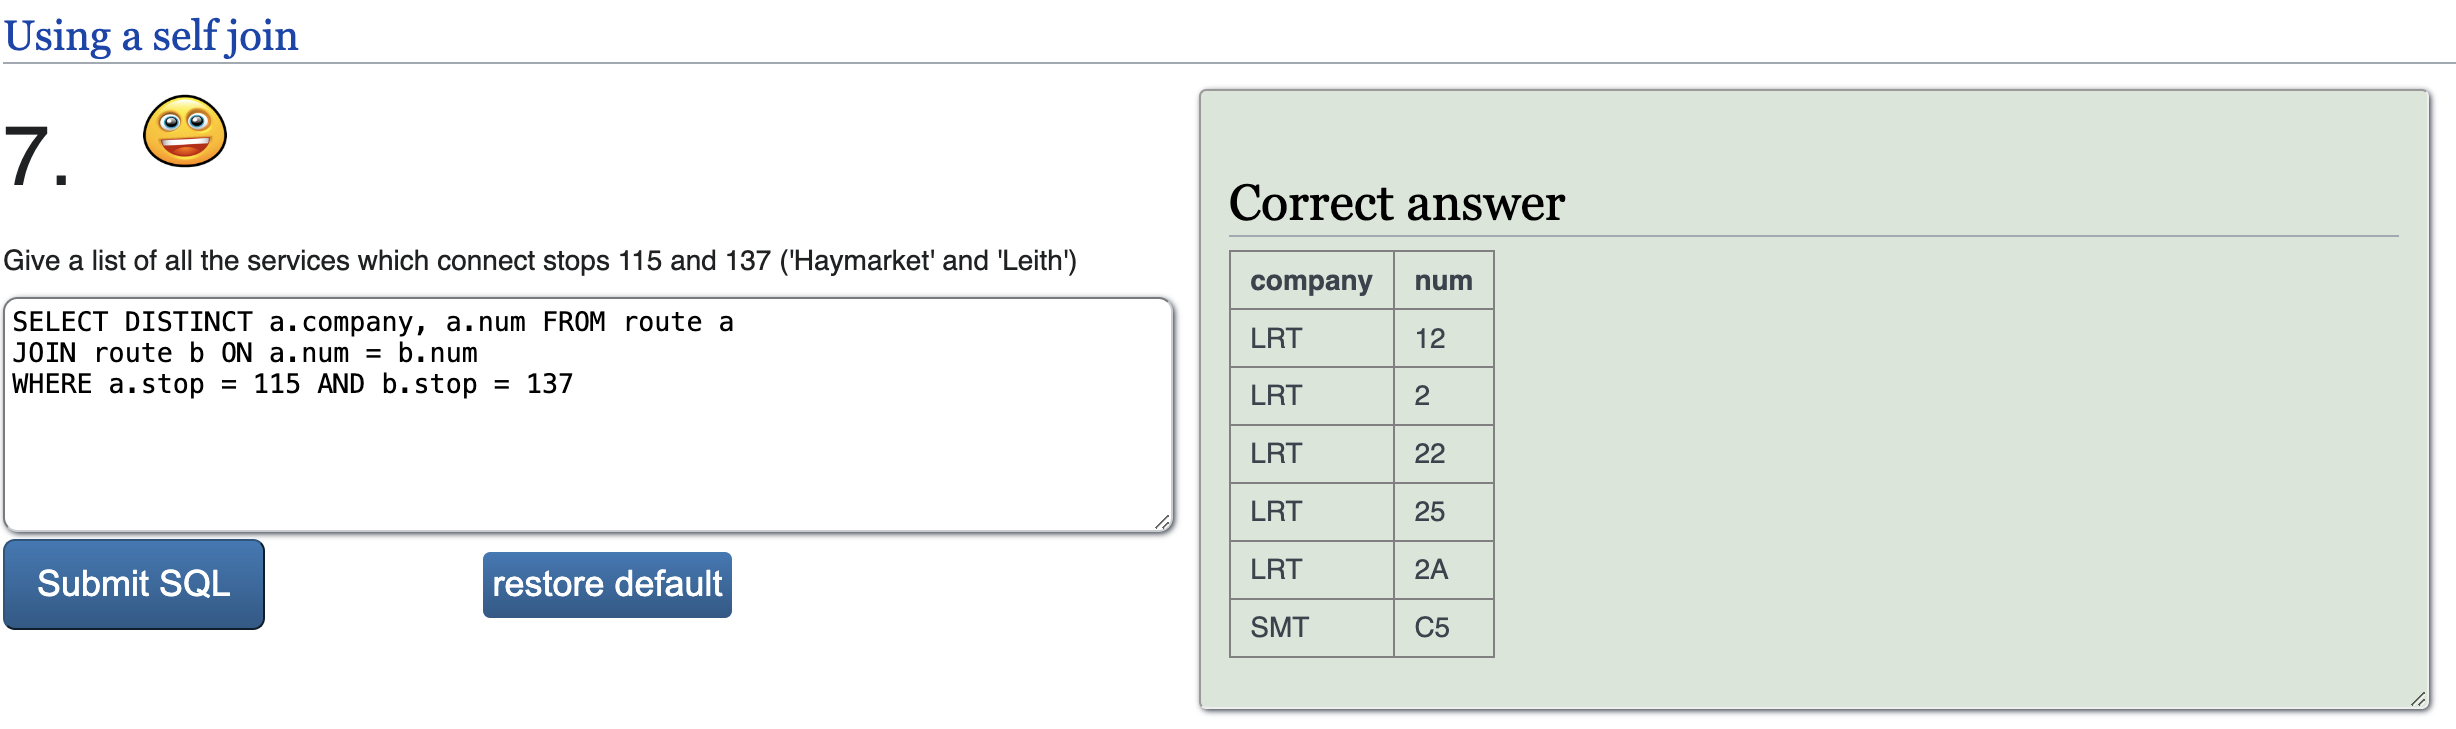 Using a self join
7.
Give a list of all the services which connect stops 115 and 137 ('Haymarket' and 'Leith')
SELECT DISTINCT a.company, a.num FROM route a
JOIN route b ON a.num = b.num
WHERE a.stop = 115 AND b.stop = 137
Submit SQL
restore default
Correct answer
company num
LRT 12
LRT 2
LRT 22
LRT 25
LRT 2A
SMT C5